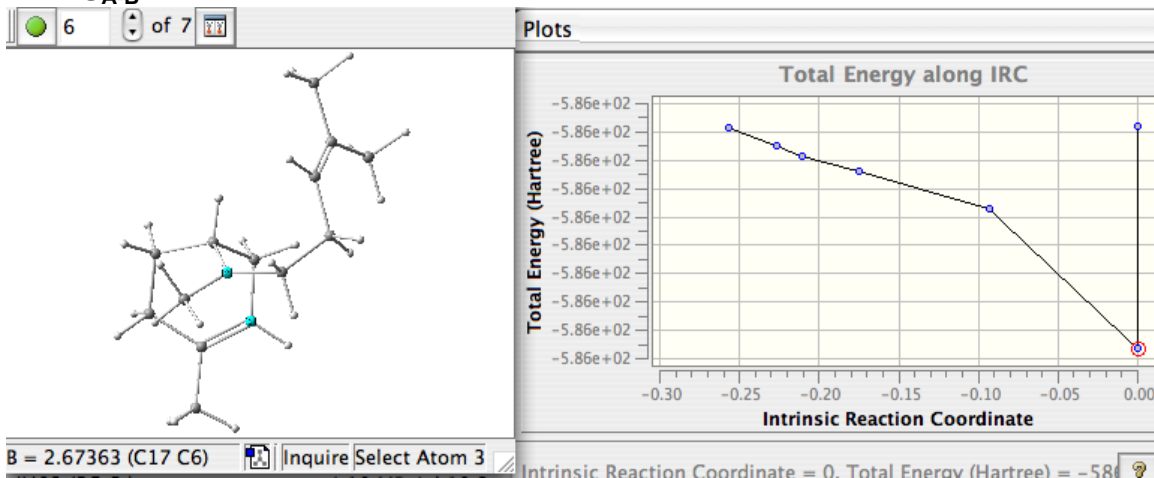 A B
6 of 7
Plots
Total Energy along IRC
Total Energy (Hartree)
-5.86e+02
-5.86e+02
-5.86e+02
-5.86e+02
-5.86e+02
-5.86e+02
-5.86e+02
-5.86e+02
-5.86e+02
-5.86e+02
-0.30 -0.25 -0.20 -0.15 -0.10 -0.05 0.00
Intrinsic Reaction Coordinate
B = 2.67363 (C17 C6) Inquire Select Atom 3
Intrinsic Reaction Coordinate = 0, Total Energy (Hartree) = -586